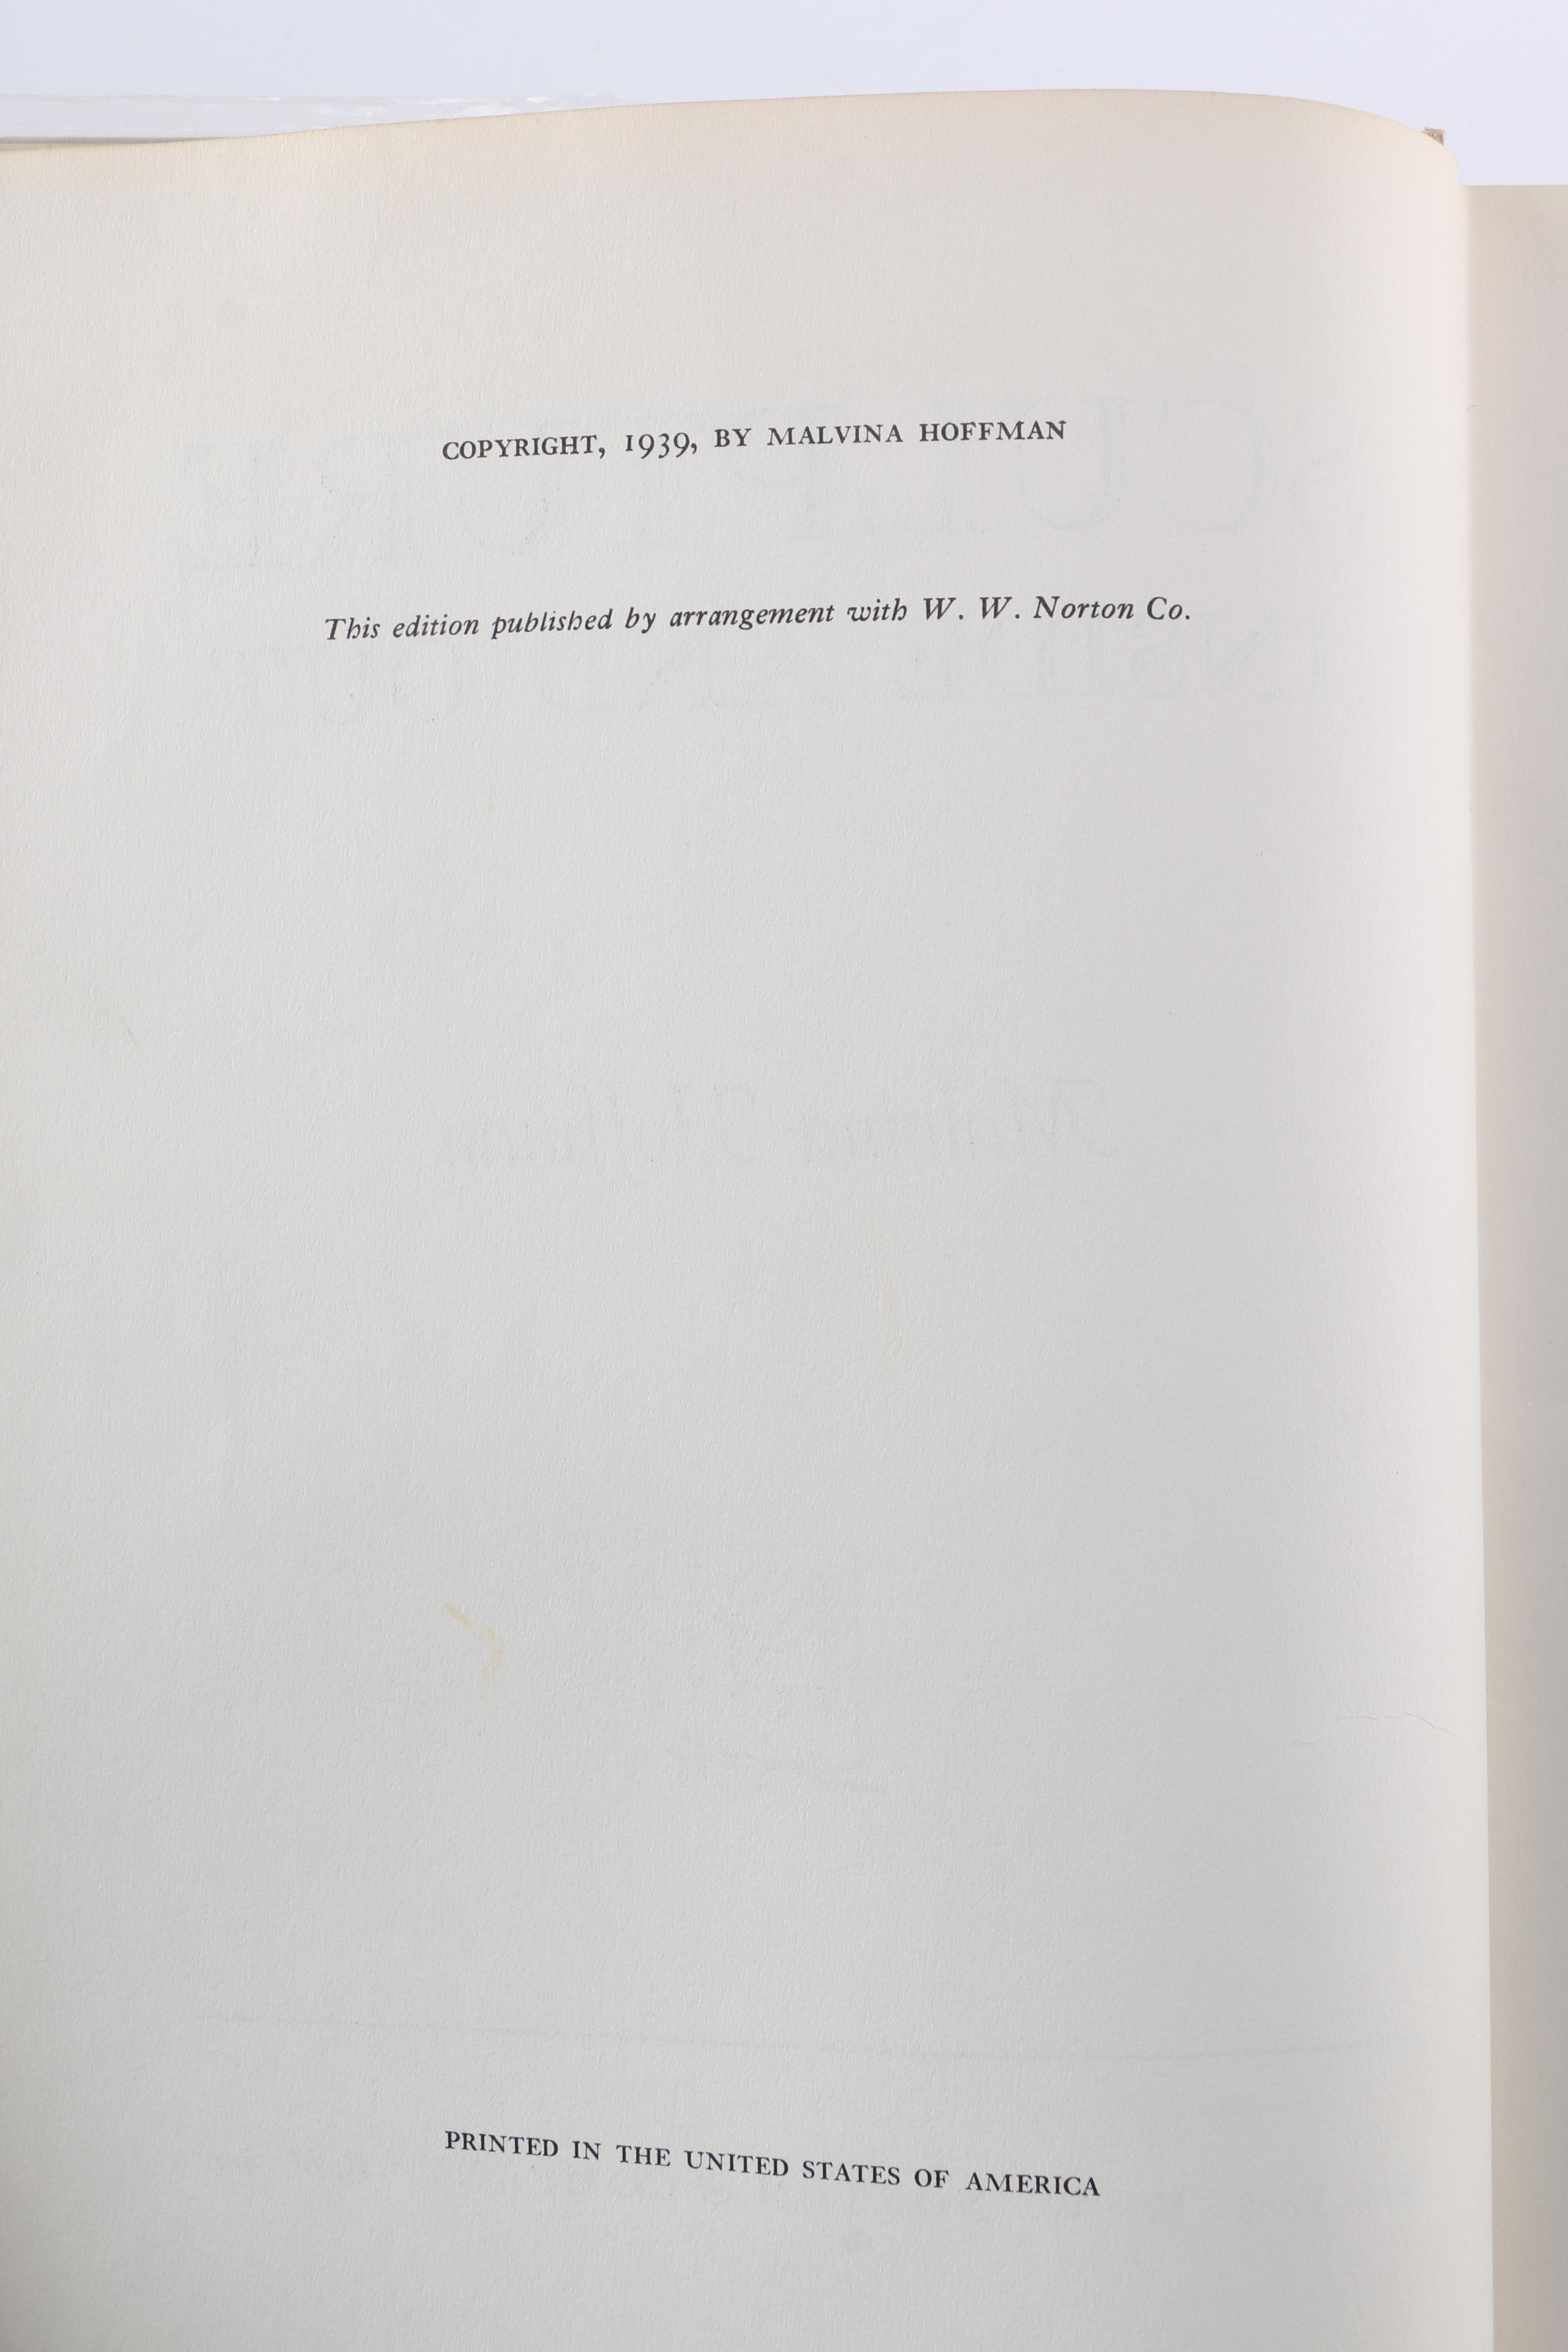 COPYRIGHT, 1939, BY MALVINA HOFFMAN
This edition published by arrangement with W. W. Norton Co.
PRINTED IN THE UNITED STATES OF AMERICA